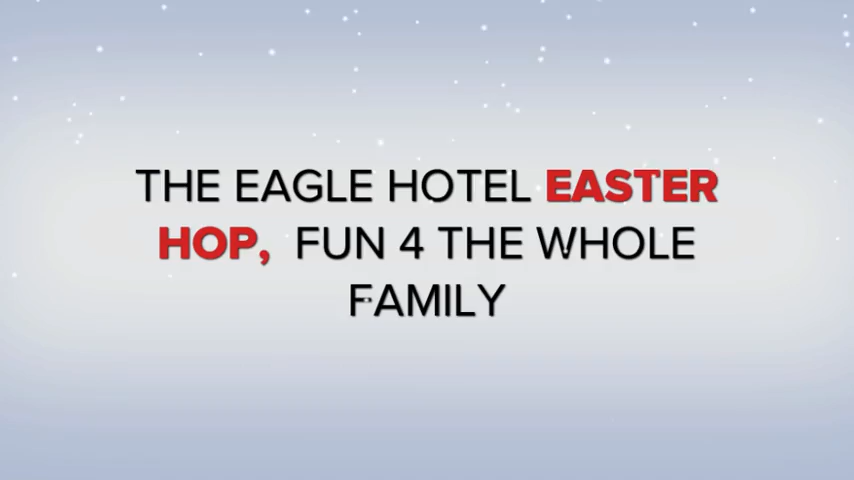 THE EAGLE HOTEL EASTER
HOP, FUN 4 THE WHOLE
FAMILY